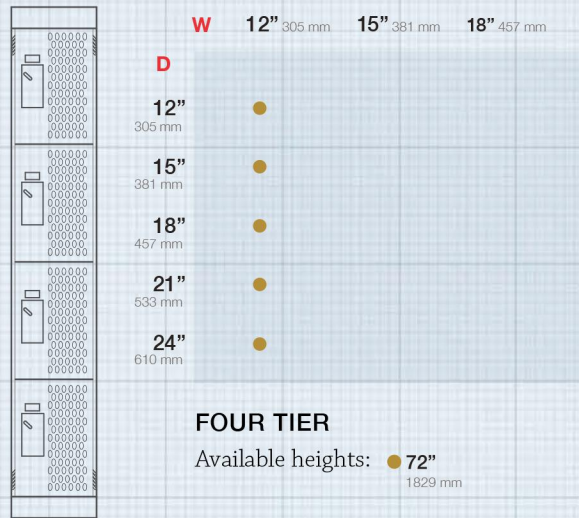 W 12” 305 mm 15” 381 mm 18” 457 mm
D
12”
305 mm
15”
381 mm
18”
457 mm
21”
533 mm
24”
610 mm
FOUR TIER
Available heights: 72”
1829 mm